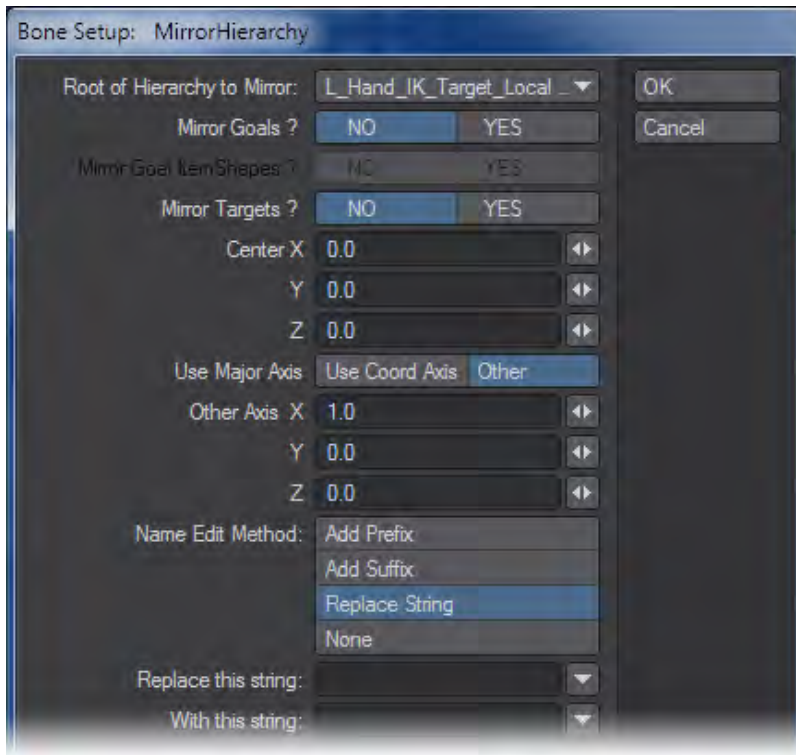 Bone Setup: MirrorHierarchy
Root of Hierarchy to Mirror: L_Hand_IK_Target_Local ... OK
Mirror Goals ? NO YES Cancel
Mirror Goal ItemShapes ? NO YES
Mirror Targets ? NO YES
Center X 0.0
Y 0.0
Z 0.0
Use Major Axis Use Coord Axis Other
Other Axis X 1.0
Y 0.0
Z 0.0
Name Edit Method: Add Prefix
Add Suffix
Replace String
None
Replace this string:
With this string: